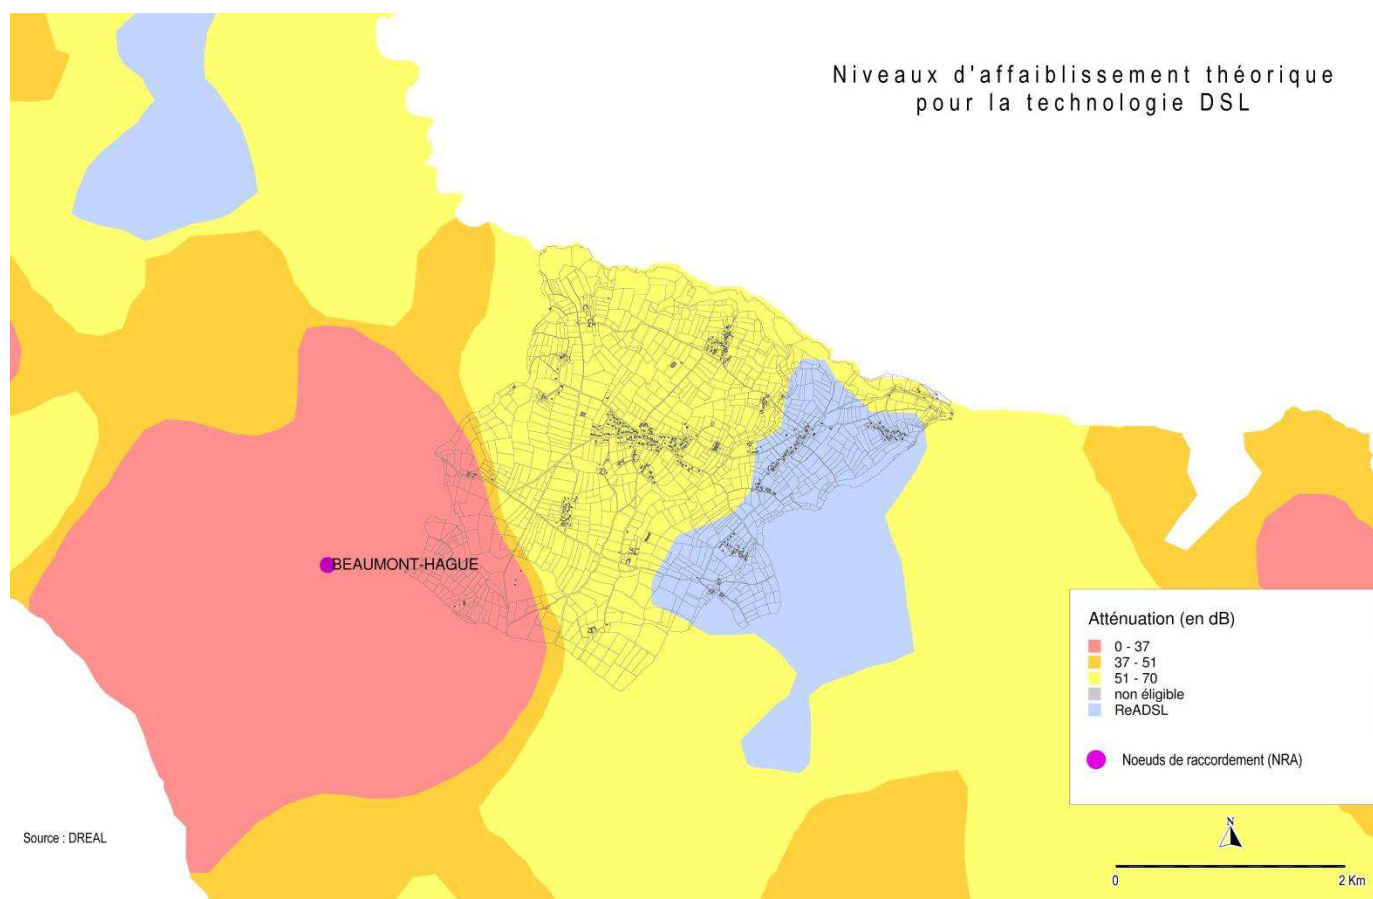 Niveaux d'affaiblissement théorique
pour la technologie DSL
BEAUMONT-HAGUE
Atténuation (en dB)
0 - 37
37 - 51
51 - 70
non éligible
ReADSL
Noeuds de raccordement (NRA)
Source : DREAL
N
0 2 Km